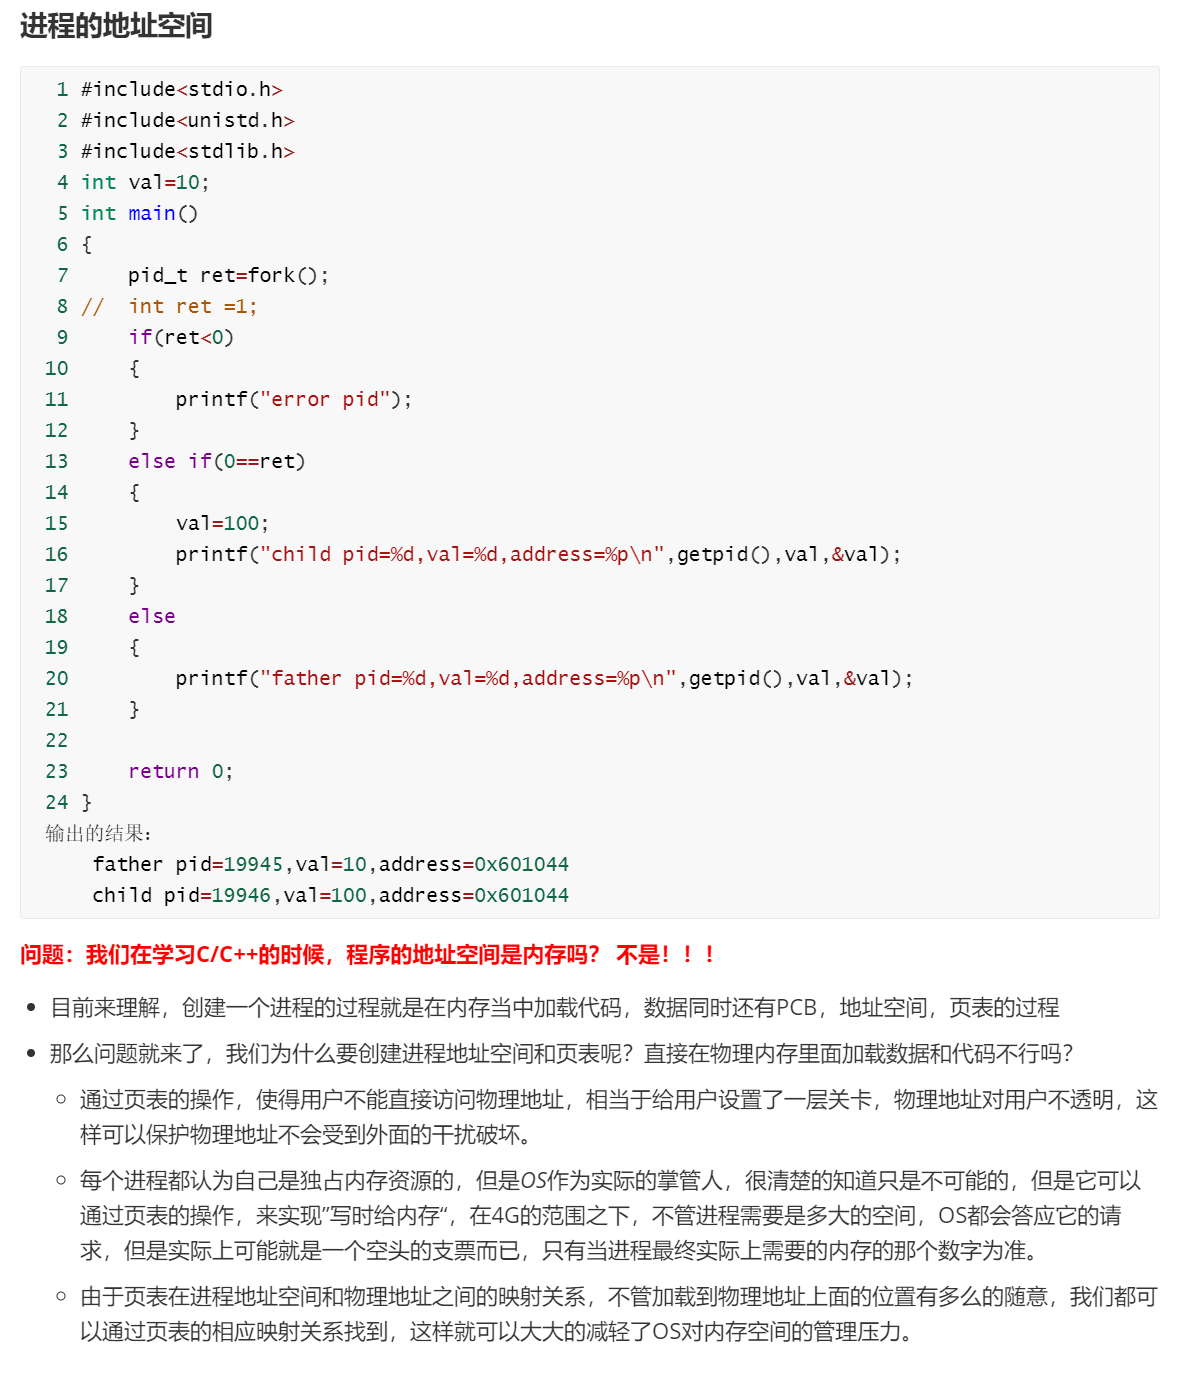 进程的地址空间
1 #include<stdio.h>
2 #include<unistd.h>
3 #include<stdlib.h>
4 int val=10;
5 int main()
6 {
7     pid_t ret=fork();
8 //  int ret =1;
9     if(ret<0)
10     {
11         printf("error pid");
12     }
13     else if(0==ret)
14     {
15         val=100;
16         printf("child pid=%d,val=%d,address=%p\n",getpid(),val,&val);
17     }
18     else
19     {
20         printf("father pid=%d,val=%d,address=%p\n",getpid(),val,&val);
21     }
22
23     return 0;
24 }
输出的结果：
father pid=19945,val=10,address=0x601044
child pid=19946,val=100,address=0x601044
问题：我们在学习C/C++的时候，程序的地址空间是内存吗？ 不是！！！
• 目前来理解，创建一个进程的过程就是在内存当中加载代码，数据同时还有PCB，地址空间，页表的过程
• 那么问题就来了，我们为什么要创建进程地址空间和页表呢？直接在物理内存里面加载数据和代码不行吗？
○ 通过页表的操作，使得用户不能直接访问物理地址，相当于给用户设置了一层关卡，物理地址对用户不透明，这
样可以保护物理地址不会受到外面的干扰破坏。
○ 每个进程都认为自己是独占内存资源的，但是OS作为实际的掌管人，很清楚的知道只是不可能的，但是它可以
通过页表的操作，来实现”写时给内存“，在4G的范围之下，不管进程需要是多大的空间，OS都会答应它的请
求，但是实际上可能就是一个空头的支票而已，只有当进程最终实际上需要的内存的那个数字为准。
○ 由于页表在进程地址空间和物理地址之间的映射关系，不管加载到物理地址上面的位置有多么的随意，我们都可
以通过页表的相应映射关系找到，这样就可以大大的减轻了OS对内存空间的管理压力。